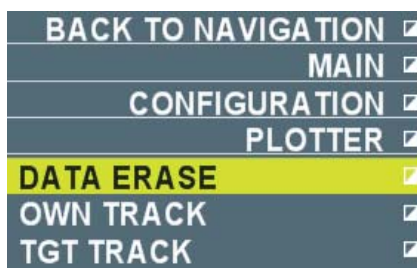 BACK TO NAVIGATION
MAIN
CONFIGURATION
PLOTTER
DATA ERASE
OWN TRACK
TGT TRACK